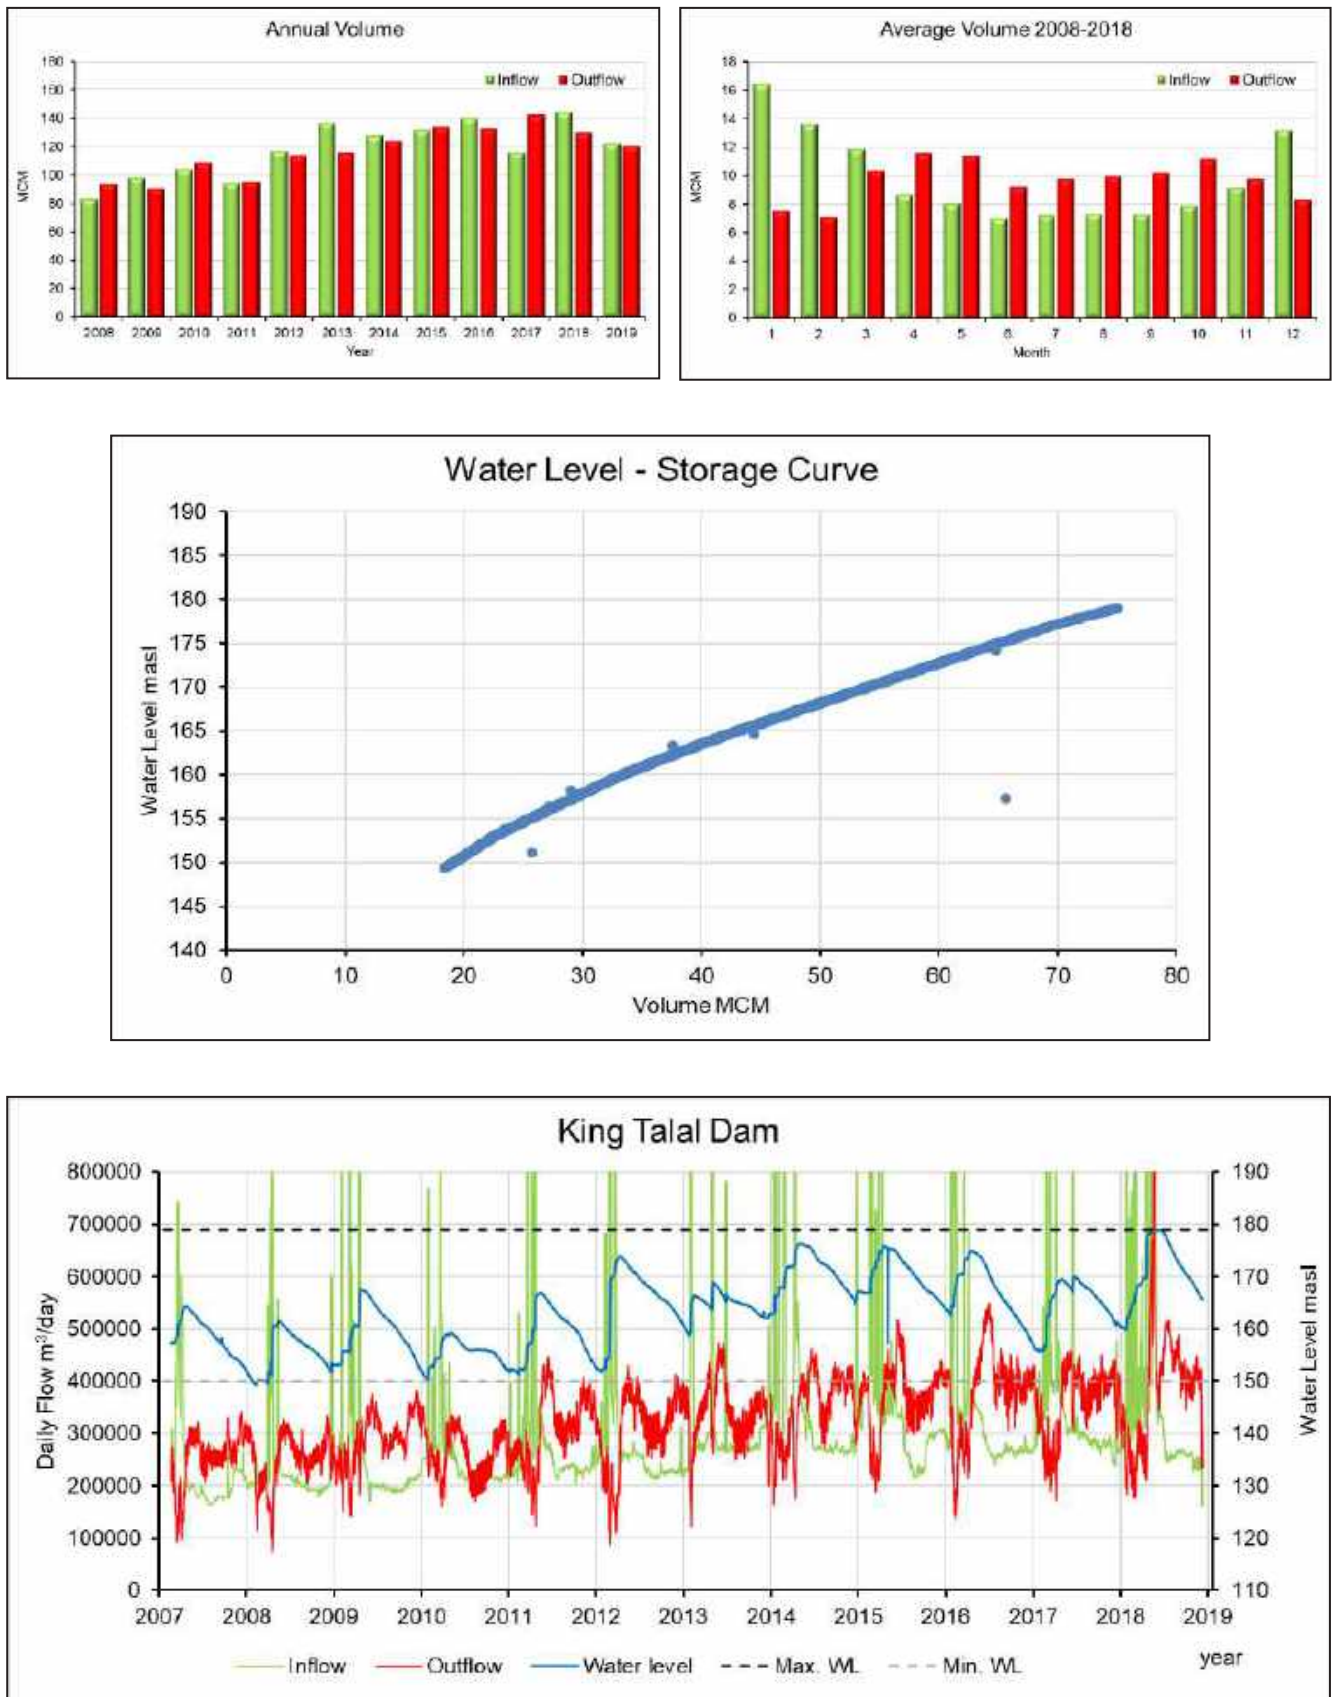 Annual Volume
180
160
140
120
100
80
60
40
20
0
MCM
Inflow Outflow
2008 2009 2010 2011 2012 2013 2014 2015 2016 2017 2018 2019
Year
Average Volume 2008-2018
18
16
14
12
10
8
6
4
2
0
MCM
Inflow Outflow
1 2 3 4 5 6 7 8 9 10 11 12
Month
Water Level - Storage Curve
190
185
180
175
170
165
160
155
150
145
140
Water Level masl
0 10 20 30 40 50 60 70 80
Volume MCM
King Talal Dam
800000 190
700000 180
600000 170
500000 160
400000 150
300000 140
200000 130
100000 120
0 110
Daily Flow m³/day
Water Level masl
2007 2008 2009 2010 2011 2012 2013 2014 2015 2016 2017 2018 2019
year
Inflow Outflow Water level Max. WL Min. WL